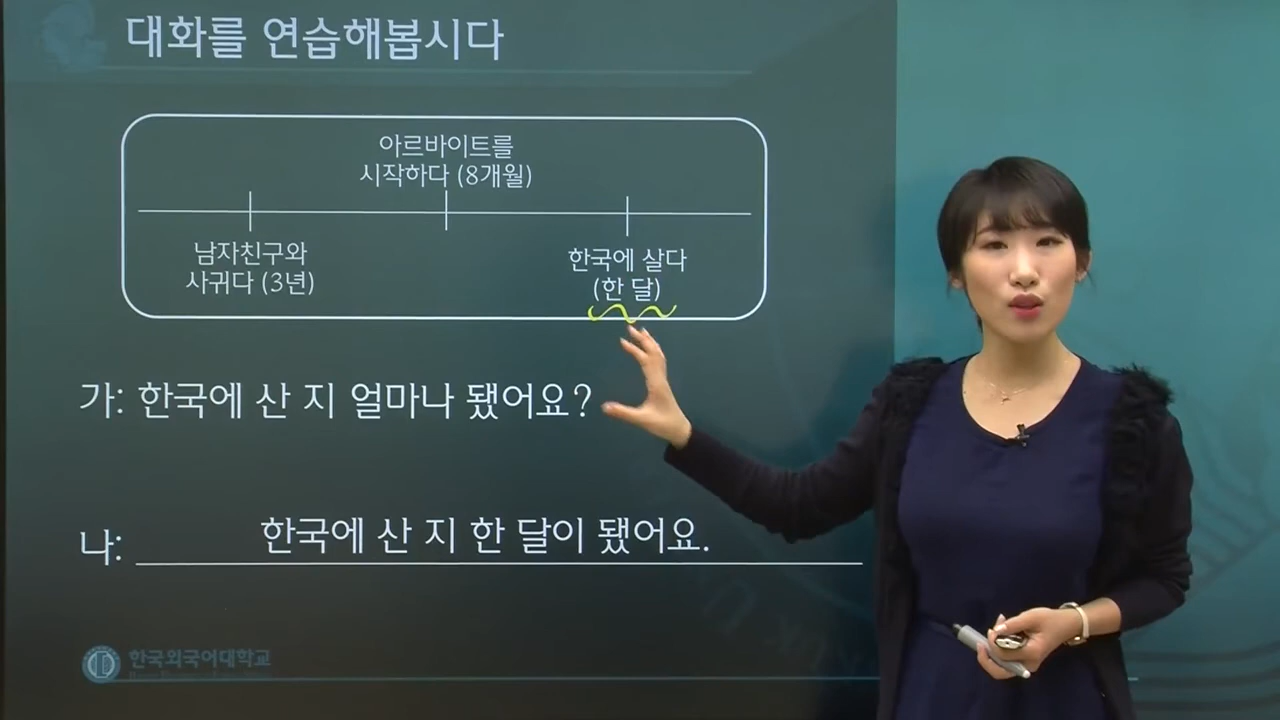 대화를 연습해봅시다
아르바이트를
시작하다 (8개월)
남자친구와
사귀다 (3년)
한국에 살다
(한 달)
가: 한국에 산 지 얼마나 됐어요?
나: 한국에 산 지 한 달이 됐어요.
한국외국어대학교